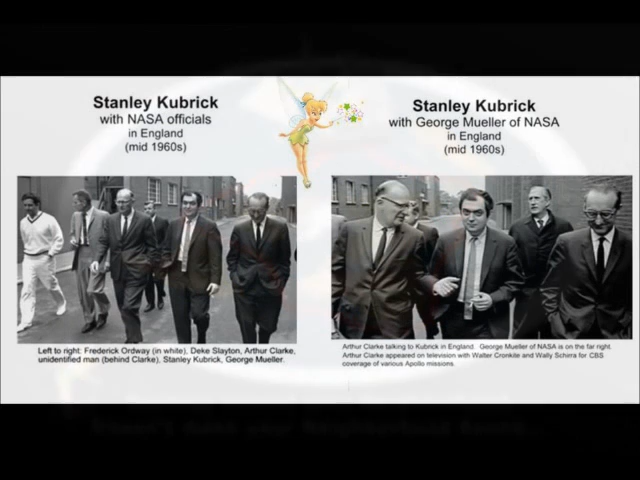 Stanley Kubrick
with NASA officials
in England
(mid 1960s)
Left to right: Frederick Ordway (in white), Deke Slayton, Arthur Clarke,
unidentified man (behind Clarke), Stanley Kubrick, George Mueller.
Stanley Kubrick
with George Mueller of NASA
in England
(mid 1960s)
Arthur Clarke talking to Kubrick in England. George Mueller of NASA is on the far right.
Arthur Clarke appeared on television with Walter Cronkite and Wally Schirra for CBS
coverage of various Apollo missions.